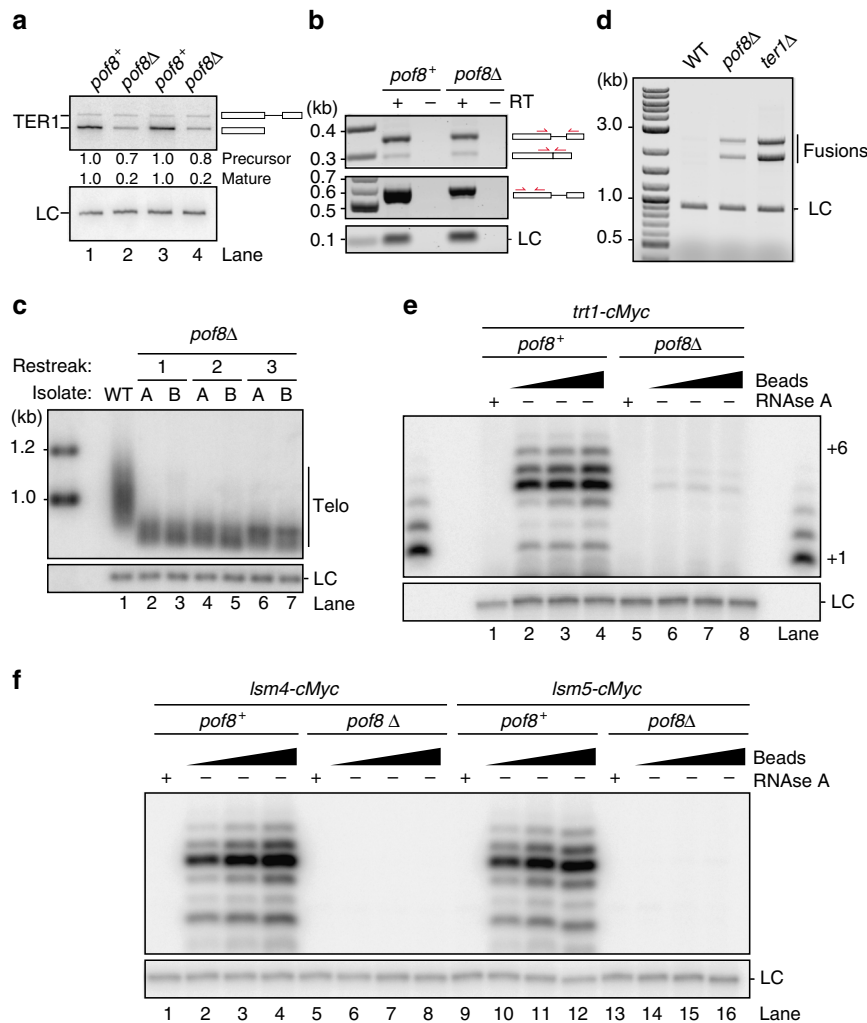 a
pof8+ pof8Δ pof8+ pof8Δ
TER1
1.0 0.7 1.0 0.8 Precursor
1.0 0.2 1.0 0.2 Mature
LC
1 2 3 4 Lane
b
pof8+ pof8Δ
(kb) + − + − RT
0.4
0.3
0.7
0.6
0.5
0.1
LC
d
WT pof8Δ ter1Δ
(kb)
3.0
Fusions
1.0
LC
0.5
c
pof8Δ
Restreak: 1 2 3
Isolate: WT A B A B A B
(kb)
1.2
1.0
Telo
LC
1 2 3 4 5 6 7 Lane
e
trt1-cMyc
pof8+ pof8Δ
Beads
+ − − − + − − − RNAse A
+6
+1
LC
1 2 3 4 5 6 7 8 Lane
f
lsm4-cMyc lsm5-cMyc
pof8+ pof8 Δ pof8+ pof8Δ
Beads
+ − − − + − − − + − − − + − − − RNAse A
LC
1 2 3 4 5 6 7 8 9 10 11 12 13 14 15 16 Lane